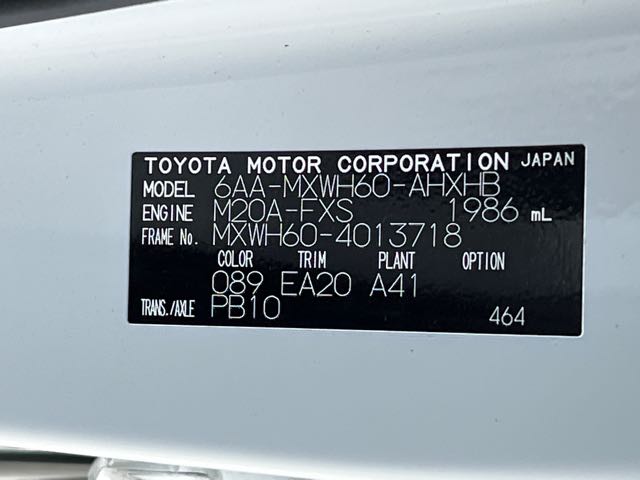 TOYOTA MOTOR CORPORATION JAPAN
MODEL 6AA-MXWH60-AHXHB
ENGINE M20A-FXS 1986 mL
FRAME No. MXWH60-4013718
COLOR TRIM PLANT OPTION
089 EA20 A41
TRANS./AXLE PB10 464